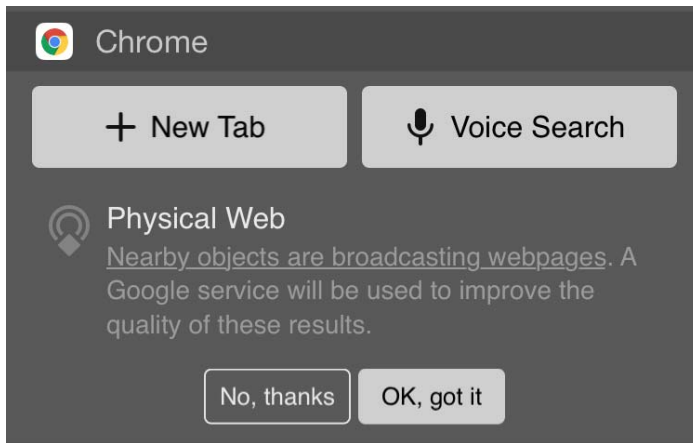 Chrome
New Tab
Voice Search
Physical Web
Nearby objects are broadcasting webpages. A
Google service will be used to improve the
quality of these results.
No, thanks
OK, got it